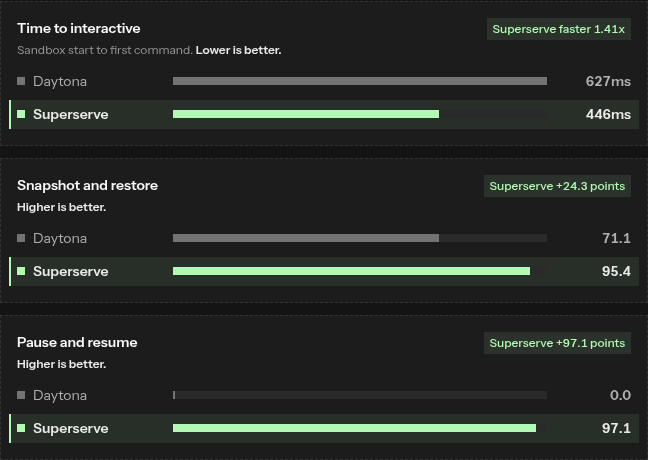 Time to interactive
Superserve faster 1.41x
Sandbox start to first command. Lower is better.
Daytona
627ms
Superserve
446ms
Snapshot and restore
Superserve +24.3 points
Higher is better.
Daytona
71.1
Superserve
95.4
Pause and resume
Superserve +97.1 points
Higher is better.
Daytona
0.0
Superserve
97.1